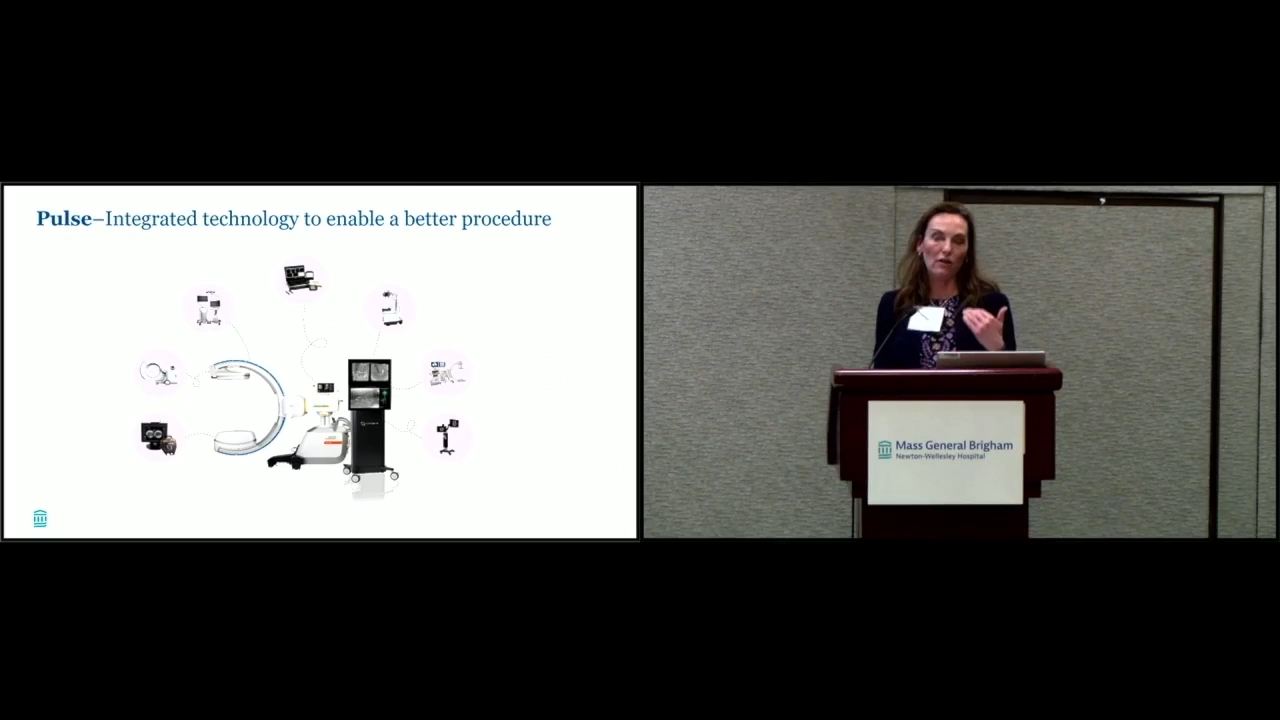 Pulse–Integrated technology to enable a better procedure
Mass General Brigham
Newton-Wellesley Hospital